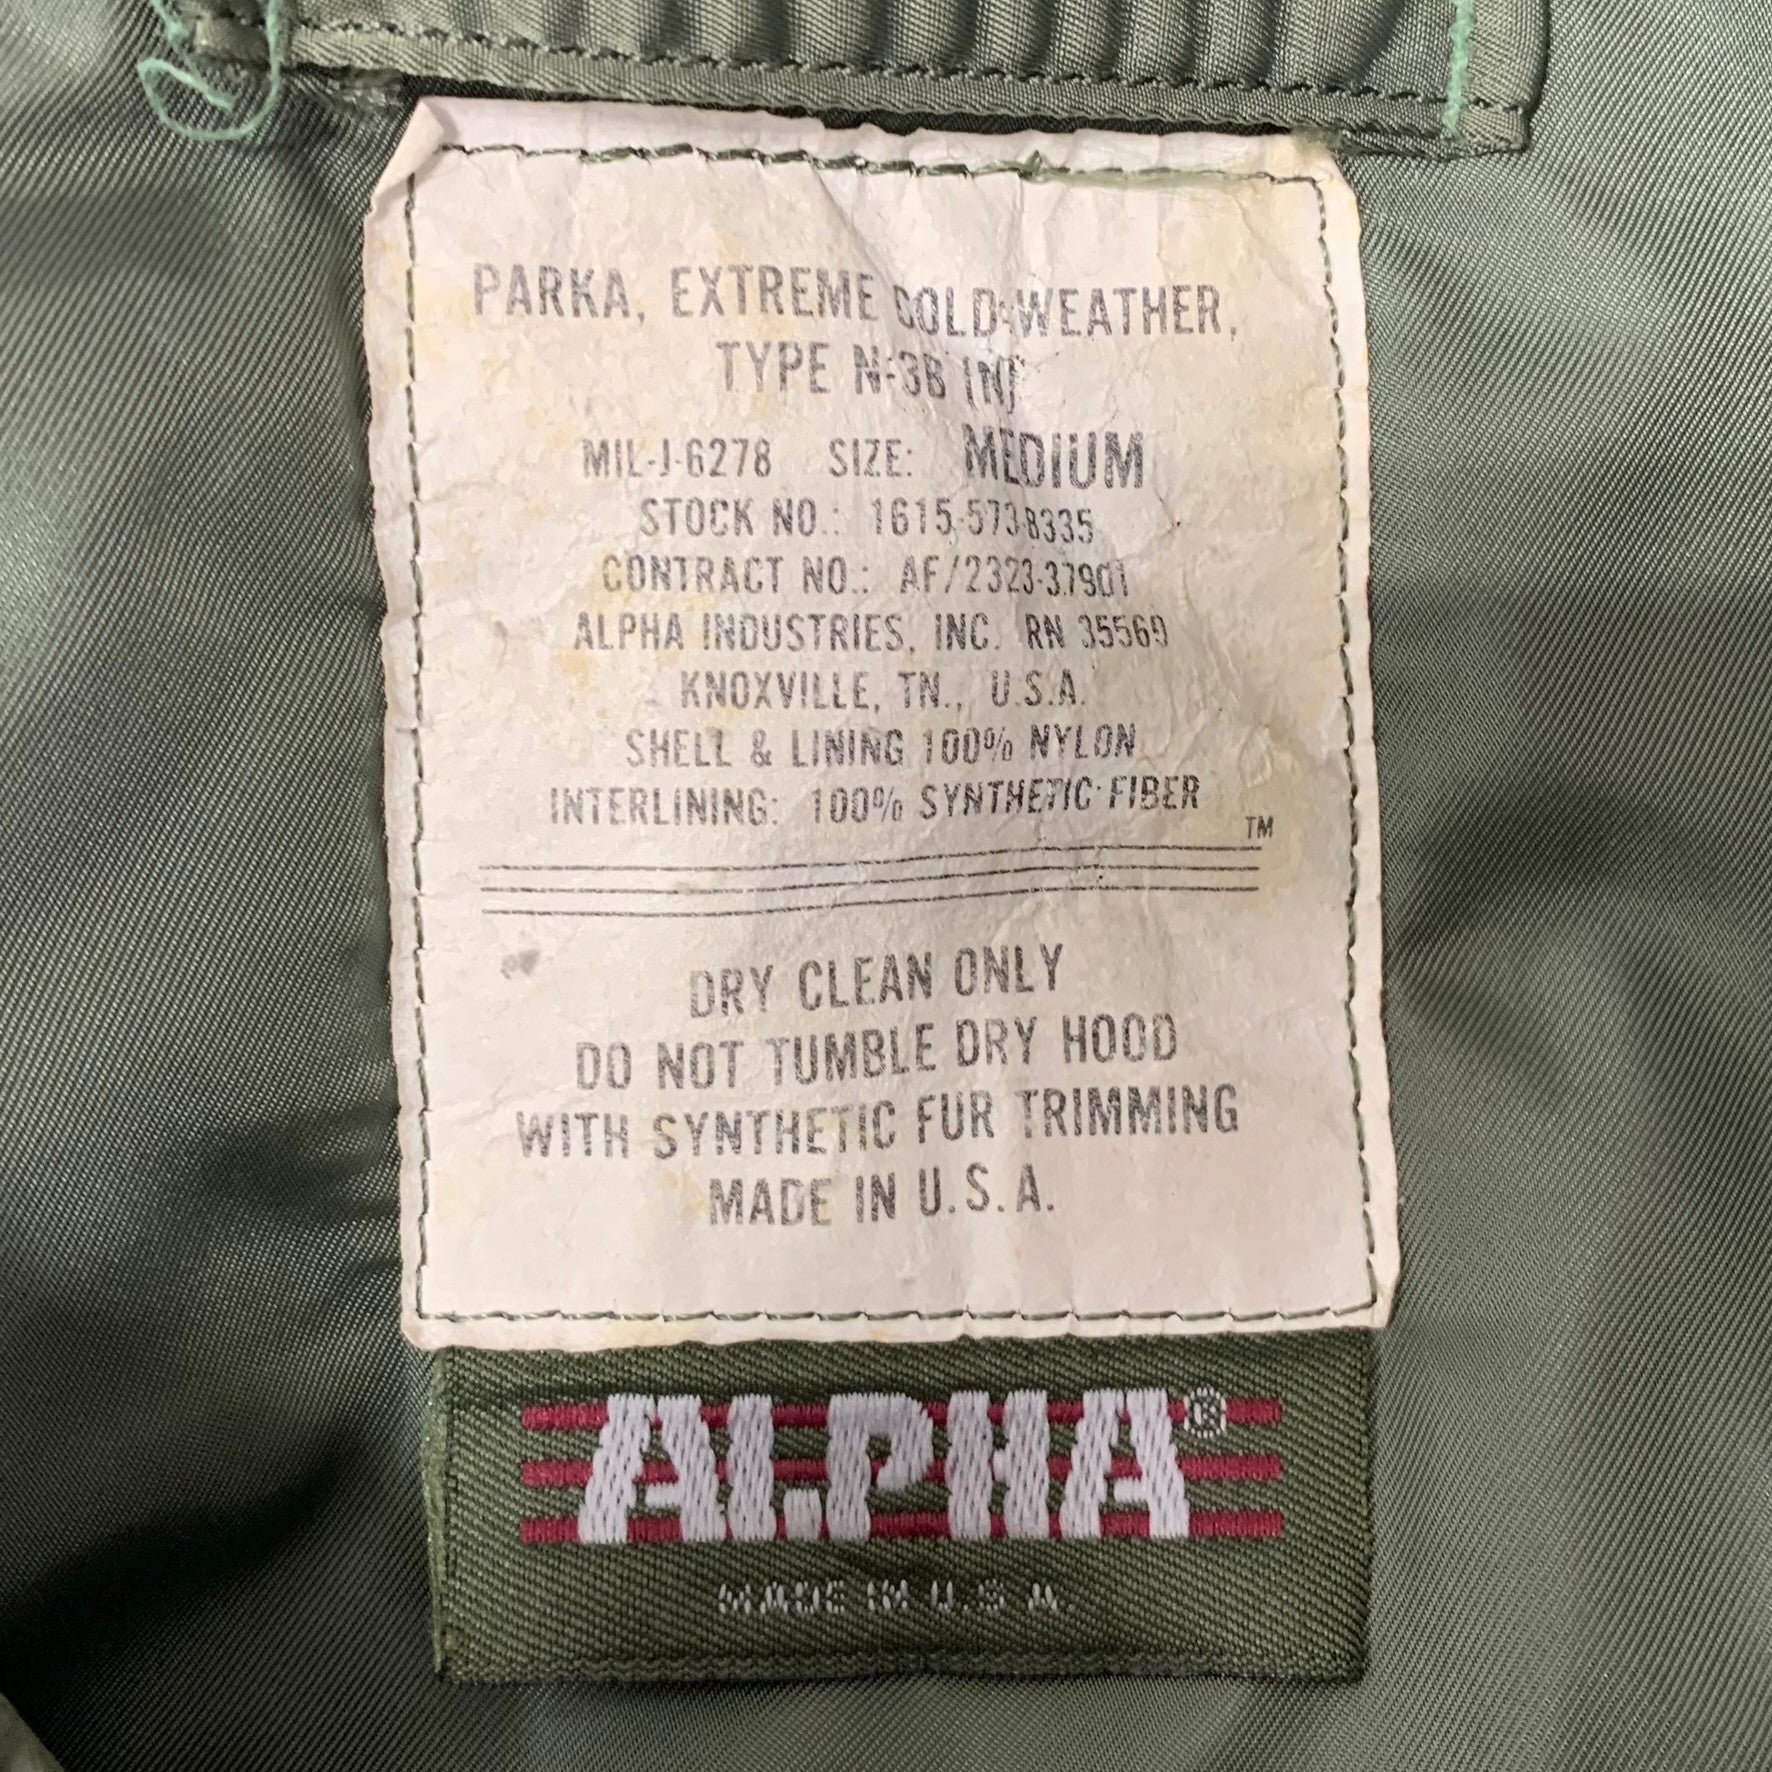 PARKA, EXTREME COLD WEATHER,
TYPE N-3B (N)
MIL-J-6278 SIZE: MEDIUM
STOCK NO.: 1615-573-8335
CONTRACT NO.: AF/2323-37901
ALPHA INDUSTRIES, INC. RN 35569
KNOXVILLE, TN., U.S.A.
SHELL & LINING 100% NYLON
INTERLINING: 100% SYNTHETIC FIBER
TM
DRY CLEAN ONLY
DO NOT TUMBLE DRY HOOD
WITH SYNTHETIC FUR TRIMMING
MADE IN U.S.A.
ALPHA®
MADE IN U.S.A.